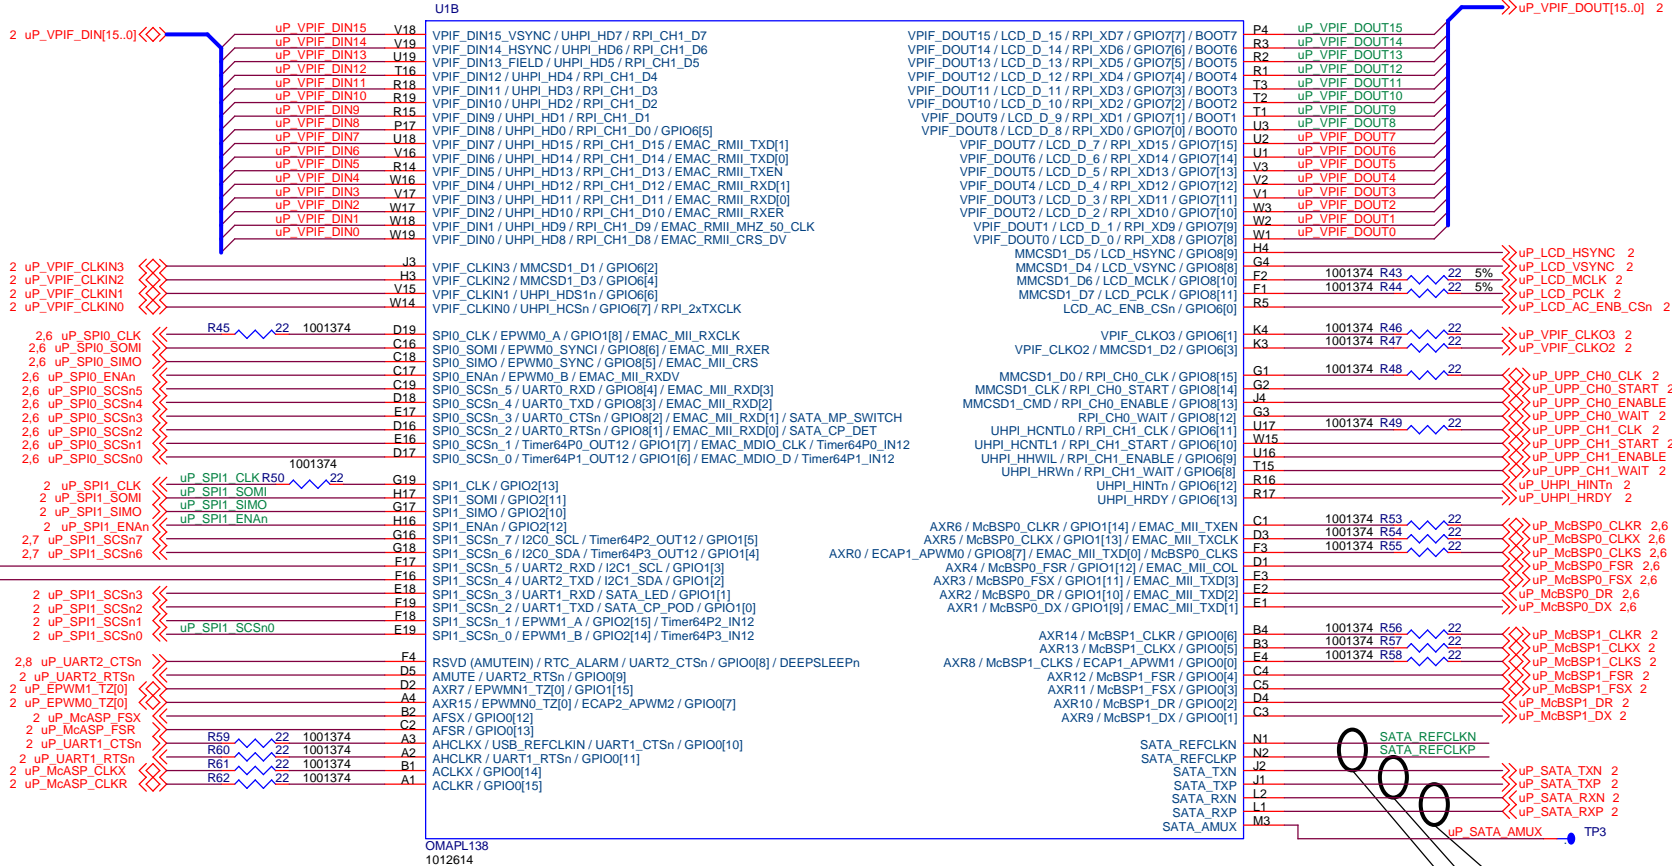 U1B
2 uP_VPIF_DIN[15..0]
uP_VPIF_DOUT[15..0] 2
uP_VPIF_DIN15 V18 VPIF_DIN15_VSYNC / UHPI_HD7 / RPI_CH1_D7
uP_VPIF_DIN14 V19 VPIF_DIN14_HSYNC / UHPI_HD6 / RPI_CH1_D6
uP_VPIF_DIN13 U19 VPIF_DIN13_FIELD / UHPI_HD5 / RPI_CH1_D5
uP_VPIF_DIN12 T16 VPIF_DIN12 / UHPI_HD4 / RPI_CH1_D4
uP_VPIF_DIN11 R18 VPIF_DIN11 / UHPI_HD3 / RPI_CH1_D3
uP_VPIF_DIN10 R19 VPIF_DIN10 / UHPI_HD2 / RPI_CH1_D2
uP_VPIF_DIN9 R15 VPIF_DIN9 / UHPI_HD1 / RPI_CH1_D1
uP_VPIF_DIN8 P17 VPIF_DIN8 / UHPI_HD0 / RPI_CH1_D0 / GPIO6[5]
uP_VPIF_DIN7 U18 VPIF_DIN7 / UHPI_HD15 / RPI_CH1_D15 / EMAC_RMII_TXD[1]
uP_VPIF_DIN6 V16 VPIF_DIN6 / UHPI_HD14 / RPI_CH1_D14 / EMAC_RMII_TXD[0]
uP_VPIF_DIN5 R14 VPIF_DIN5 / UHPI_HD13 / RPI_CH1_D13 / EMAC_RMII_TXEN
uP_VPIF_DIN4 W16 VPIF_DIN4 / UHPI_HD12 / RPI_CH1_D12 / EMAC_RMII_RXD[1]
uP_VPIF_DIN3 V17 VPIF_DIN3 / UHPI_HD11 / RPI_CH1_D11 / EMAC_RMII_RXD[0]
uP_VPIF_DIN2 W17 VPIF_DIN2 / UHPI_HD10 / RPI_CH1_D10 / EMAC_RMII_RXER
uP_VPIF_DIN1 W18 VPIF_DIN1 / UHPI_HD9 / RPI_CH1_D9 / EMAC_RMII_MHZ_50_CLK
uP_VPIF_DIN0 W19 VPIF_DIN0 / UHPI_HD8 / RPI_CH1_D8 / EMAC_RMII_CRS_DV
2 uP_VPIF_CLKIN3 J3 VPIF_CLKIN3 / MMCSD1_D1 / GPIO6[2]
2 uP_VPIF_CLKIN2 H3 VPIF_CLKIN2 / MMCSD1_D3 / GPIO6[4]
2 uP_VPIF_CLKIN1 V15 VPIF_CLKIN1 / UHPI_HDS1n / GPIO6[6]
2 uP_VPIF_CLKIN0 W14 VPIF_CLKIN0 / UHPI_HCSn / GPIO6[7] / RPI_2xTXCLK
2,6 uP_SPI0_CLK R45 22 1001374 D19 SPI0_CLK / EPWM0_A / GPIO1[8] / EMAC_MII_RXCLK
2,6 uP_SPI0_SOMI C16 SPI0_SOMI / EPWM0_SYNCI / GPIO8[6] / EMAC_MII_RXER
2,6 uP_SPI0_SIMO C18 SPI0_SIMO / EPWM0_SYNC / GPIO8[5] / EMAC_MII_CRS
2,6 uP_SPI0_ENAn C17 SPI0_ENAn / EPWM0_B / EMAC_MII_RXDV
2,6 uP_SPI0_SCSn5 C19 SPI0_SCSn_5 / UART0_RXD / GPIO8[4] / EMAC_MII_RXD[3]
2,6 uP_SPI0_SCSn4 D18 SPI0_SCSn_4 / UART0_TXD / GPIO8[3] / EMAC_MII_RXD[2]
2,6 uP_SPI0_SCSn3 E17 SPI0_SCSn_3 / UART0_CTSn / GPIO8[2] / EMAC_MII_RXD[1] / SATA_MP_SWITCH
2,6 uP_SPI0_SCSn2 D16 SPI0_SCSn_2 / UART0_RTSn / GPIO8[1] / EMAC_MII_RXD[0] / SATA_CP_DET
2,6 uP_SPI0_SCSn1 E16 SPI0_SCSn_1 / Timer64P0_OUT12 / GPIO1[7] / EMAC_MDIO_CLK / Timer64P0_IN12
2,6 uP_SPI0_SCSn0 D17 SPI0_SCSn_0 / Timer64P1_OUT12 / GPIO1[6] / EMAC_MDIO_D / Timer64P1_IN12
1001374
2 uP_SPI1_CLK uP_SPI1_CLK R50 22 G19 SPI1_CLK / GPIO2[13]
2 uP_SPI1_SOMI uP_SPI1_SOMI H17 SPI1_SOMI / GPIO2[11]
2 uP_SPI1_SIMO uP_SPI1_SIMO G17 SPI1_SIMO / GPIO2[10]
2 uP_SPI1_ENAn uP_SPI1_ENAn H16 SPI1_ENAn / GPIO2[12]
2,7 uP_SPI1_SCSn7 G16 SPI1_SCSn_7 / I2C0_SCL / Timer64P2_OUT12 / GPIO1[5]
2,7 uP_SPI1_SCSn6 G18 SPI1_SCSn_6 / I2C0_SDA / Timer64P3_OUT12 / GPIO1[4]
F17 SPI1_SCSn_5 / UART2_RXD / I2C1_SCL / GPIO1[3]
F16 SPI1_SCSn_4 / UART2_TXD / I2C1_SDA / GPIO1[2]
2 uP_SPI1_SCSn3 E18 SPI1_SCSn_3 / UART1_RXD / SATA_LED / GPIO1[1]
2 uP_SPI1_SCSn2 F19 SPI1_SCSn_2 / UART1_TXD / SATA_CP_POD / GPIO1[0]
2 uP_SPI1_SCSn1 F18 SPI1_SCSn_1 / EPWM1_A / GPIO2[15] / Timer64P2_IN12
2 uP_SPI1_SCSn0 uP_SPI1_SCSn0 E19 SPI1_SCSn_0 / EPWM1_B / GPIO2[14] / Timer64P3_IN12
2,8 uP_UART2_CTSn F4 RSVD (AMUTEIN) / RTC_ALARM / UART2_CTSn / GPIO0[8] / DEEPSLEEPn
2 uP_UART2_RTSn D5 AMUTE / UART2_RTSn / GPIO0[9]
2 uP_EPWM1_TZ[0] D2 AXR7 / EPWMN1_TZ[0] / GPIO1[15]
2 uP_EPWM0_TZ[0] A4 AXR15 / EPWMN0_TZ[0] / ECAP2_APWM2 / GPIO0[7]
2 uP_McASP_FSX B2 AFSX / GPIO0[12]
2 uP_McASP_FSR C2 AFSR / GPIO0[13]
2 uP_UART1_CTSn R59 22 1001374 A3 AHCLKX / USB_REFCLKIN / UART1_CTSn / GPIO0[10]
2 uP_UART1_RTSn R60 22 1001374 A2 AHCLKR / UART1_RTSn / GPIO0[11]
2 uP_McASP_CLKX R61 22 1001374 B1 ACLKX / GPIO0[14]
2 uP_McASP_CLKR R62 22 1001374 A1 ACLKR / GPIO0[15]
VPIF_DOUT15 / LCD_D_15 / RPI_XD7 / GPIO7[7] / BOOT7 P4 uP_VPIF_DOUT15
VPIF_DOUT14 / LCD_D_14 / RPI_XD6 / GPIO7[6] / BOOT6 R3 uP_VPIF_DOUT14
VPIF_DOUT13 / LCD_D_13 / RPI_XD5 / GPIO7[5] / BOOT5 R2 uP_VPIF_DOUT13
VPIF_DOUT12 / LCD_D_12 / RPI_XD4 / GPIO7[4] / BOOT4 R1 uP_VPIF_DOUT12
VPIF_DOUT11 / LCD_D_11 / RPI_XD3 / GPIO7[3] / BOOT3 T3 uP_VPIF_DOUT11
VPIF_DOUT10 / LCD_D_10 / RPI_XD2 / GPIO7[2] / BOOT2 T2 uP_VPIF_DOUT10
VPIF_DOUT9 / LCD_D_9 / RPI_XD1 / GPIO7[1] / BOOT1 T1 uP_VPIF_DOUT9
VPIF_DOUT8 / LCD_D_8 / RPI_XD0 / GPIO7[0] / BOOT0 U3 uP_VPIF_DOUT8
VPIF_DOUT7 / LCD_D_7 / RPI_XD15 / GPIO7[15] U2 uP_VPIF_DOUT7
VPIF_DOUT6 / LCD_D_6 / RPI_XD14 / GPIO7[14] U1 uP_VPIF_DOUT6
VPIF_DOUT5 / LCD_D_5 / RPI_XD13 / GPIO7[13] V3 uP_VPIF_DOUT5
VPIF_DOUT4 / LCD_D_4 / RPI_XD12 / GPIO7[12] V2 uP_VPIF_DOUT4
VPIF_DOUT3 / LCD_D_3 / RPI_XD11 / GPIO7[11] V1 uP_VPIF_DOUT3
VPIF_DOUT2 / LCD_D_2 / RPI_XD10 / GPIO7[10] W3 uP_VPIF_DOUT2
VPIF_DOUT1 / LCD_D_1 / RPI_XD9 / GPIO7[9] W2 uP_VPIF_DOUT1
VPIF_DOUT0 / LCD_D_0 / RPI_XD8 / GPIO7[8] W1 uP_VPIF_DOUT0
MMCSD1_D5 / LCD_HSYNC / GPIO8[9] H4 uP_LCD_HSYNC 2
MMCSD1_D4 / LCD_VSYNC / GPIO8[8] G4 uP_LCD_VSYNC 2
MMCSD1_D6 / LCD_MCLK / GPIO8[10] F2 1001374 R43 22 5% uP_LCD_MCLK 2
MMCSD1_D7 / LCD_PCLK / GPIO8[11] F1 1001374 R44 22 5% uP_LCD_PCLK 2
LCD_AC_ENB_CSn / GPIO6[0] R5 uP_LCD_AC_ENB_CSn 2
VPIF_CLKO3 / GPIO6[1] K4 1001374 R46 22 uP_VPIF_CLKO3 2
VPIF_CLKO2 / MMCSD1_D2 / GPIO6[3] K3 1001374 R47 22 uP_VPIF_CLKO2 2
MMCSD1_D0 / RPI_CH0_CLK / GPIO8[15] G1 1001374 R48 22 uP_UPP_CH0_CLK 2
MMCSD1_CLK / RPI_CH0_START / GPIO8[14] G2 uP_UPP_CH0_START 2
MMCSD1_CMD / RPI_CH0_ENABLE / GPIO8[13] J4 uP_UPP_CH0_ENABLE
RPI_CH0_WAIT / GPIO8[12] G3 uP_UPP_CH0_WAIT 2
UHPI_HCNTL0 / RPI_CH1_CLK / GPIO6[11] U17 1001374 R49 22 uP_UPP_CH1_CLK 2
UHPI_HCNTL1 / RPI_CH1_START / GPIO6[10] W15 uP_UPP_CH1_START 2
UHPI_HHWIL / RPI_CH1_ENABLE / GPIO6[9] U16 uP_UPP_CH1_ENABLE
UHPI_HRWn / RPI_CH1_WAIT / GPIO6[8] T15 uP_UPP_CH1_WAIT 2
UHPI_HINTn / GPIO6[12] R16 uP_UHPI_HINTn 2
UHPI_HRDY / GPIO6[13] R17 uP_UHPI_HRDY 2
AXR6 / McBSP0_CLKR / GPIO1[14] / EMAC_MII_TXEN C1 1001374 R53 22 uP_McBSP0_CLKR 2,6
AXR5 / McBSP0_CLKX / GPIO1[13] / EMAC_MII_TXCLK D3 1001374 R54 22 uP_McBSP0_CLKX 2,6
AXR0 / ECAP1_APWM0 / GPIO8[7] / EMAC_MII_TXD[0] / McBSP0_CLKS F3 1001374 R55 22 uP_McBSP0_CLKS 2,6
AXR4 / McBSP0_FSR / GPIO1[12] / EMAC_MII_COL D1 uP_McBSP0_FSR 2,6
AXR3 / McBSP0_FSX / GPIO1[11] / EMAC_MII_TXD[3] E3 uP_McBSP0_FSX 2,6
AXR2 / McBSP0_DR / GPIO1[10] / EMAC_MII_TXD[2] E2 uP_McBSP0_DR 2,6
AXR1 / McBSP0_DX / GPIO1[9] / EMAC_MII_TXD[1] E1 uP_McBSP0_DX 2,6
AXR14 / McBSP1_CLKR / GPIO0[6] B4 1001374 R56 22 uP_McBSP1_CLKR 2
AXR13 / McBSP1_CLKX / GPIO0[5] B3 1001374 R57 22 uP_McBSP1_CLKX 2
AXR8 / McBSP1_CLKS / ECAP1_APWM1 / GPIO0[0] E4 1001374 R58 22 uP_McBSP1_CLKS 2
AXR12 / McBSP1_FSR / GPIO0[4] C4 uP_McBSP1_FSR 2
AXR11 / McBSP1_FSX / GPIO0[3] C5 uP_McBSP1_FSX 2
AXR10 / McBSP1_DR / GPIO0[2] D4 uP_McBSP1_DR 2
AXR9 / McBSP1_DX / GPIO0[1] C3 uP_McBSP1_DX 2
SATA_REFCLKN N1 SATA_REFCLKN
SATA_REFCLKP N2 SATA_REFCLKP
SATA_TXN J2 uP_SATA_TXN 2
SATA_TXP J1 uP_SATA_TXP 2
SATA_RXN L2 uP_SATA_RXN 2
SATA_RXP L1 uP_SATA_RXP 2
SATA_AMUX M3 uP_SATA_AMUX TP3
OMAPL138
1012614